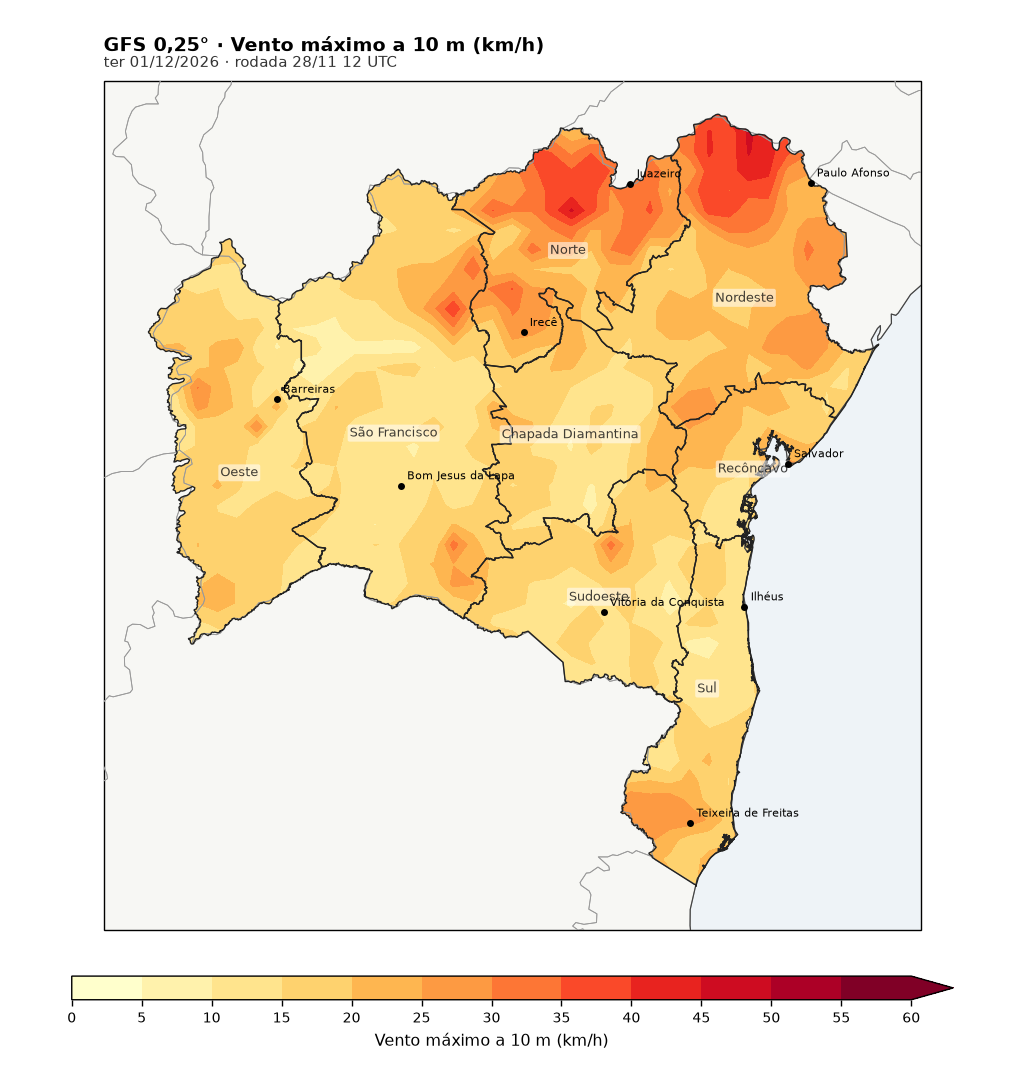 GFS 0,25° · Vento máximo a 10 m (km/h)
ter 01/12/2026 · rodada 28/11 12 UTC
Juazeiro
Paulo Afonso
Norte
Nordeste
Irecê
Barreiras
São Francisco
Chapada Diamantina
Salvador
Oeste
Recôncavo
Bom Jesus da Lapa
Sudoeste
Vitória da Conquista
Ilhéus
Sul
Teixeira de Freitas
0 5 10 15 20 25 30 35 40 45 50 55 60
Vento máximo a 10 m (km/h)